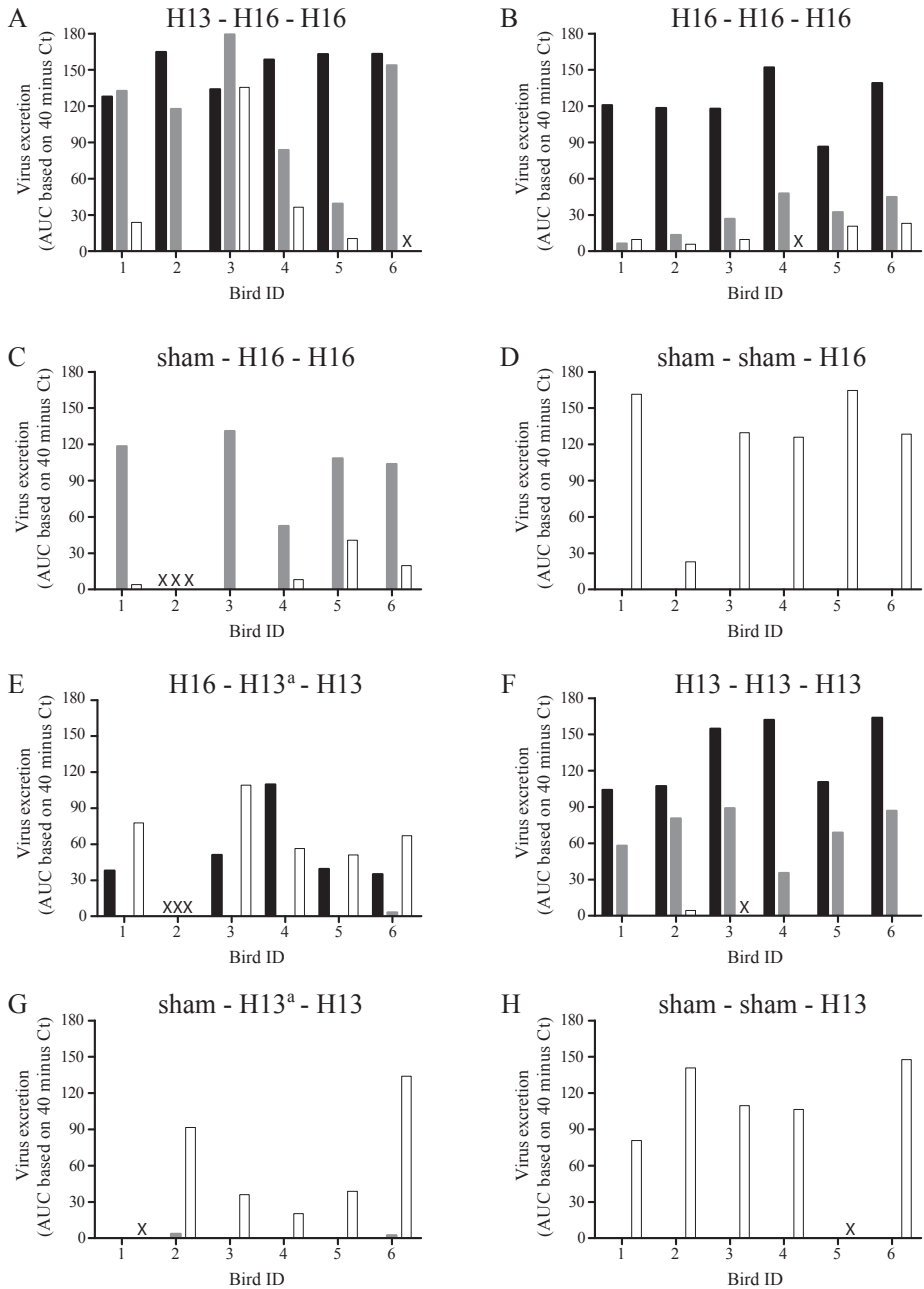 A
H13 - H16 - H16
Virus excretion
(AUC based on 40 minus Ct)
180
150
120
90
60
30
0
X
1 2 3 4 5 6
Bird ID
B
H16 - H16 - H16
Virus excretion
(AUC based on 40 minus Ct)
180
150
120
90
60
30
0
X
1 2 3 4 5 6
Bird ID
C
sham - H16 - H16
Virus excretion
(AUC based on 40 minus Ct)
180
150
120
90
60
30
0
X X X
1 2 3 4 5 6
Bird ID
D
sham - sham - H16
Virus excretion
(AUC based on 40 minus Ct)
180
150
120
90
60
30
0
1 2 3 4 5 6
Bird ID
E
H16 - H13ᵃ - H13
Virus excretion
(AUC based on 40 minus Ct)
180
150
120
90
60
30
0
XXX
1 2 3 4 5 6
Bird ID
F
H13 - H13 - H13
Virus excretion
(AUC based on 40 minus Ct)
180
150
120
90
60
30
0
X
1 2 3 4 5 6
Bird ID
G
sham - H13ᵃ - H13
Virus excretion
(AUC based on 40 minus Ct)
180
150
120
90
60
30
0
X
1 2 3 4 5 6
Bird ID
H
sham - sham - H13
Virus excretion
(AUC based on 40 minus Ct)
180
150
120
90
60
30
0
X
1 2 3 4 5 6
Bird ID